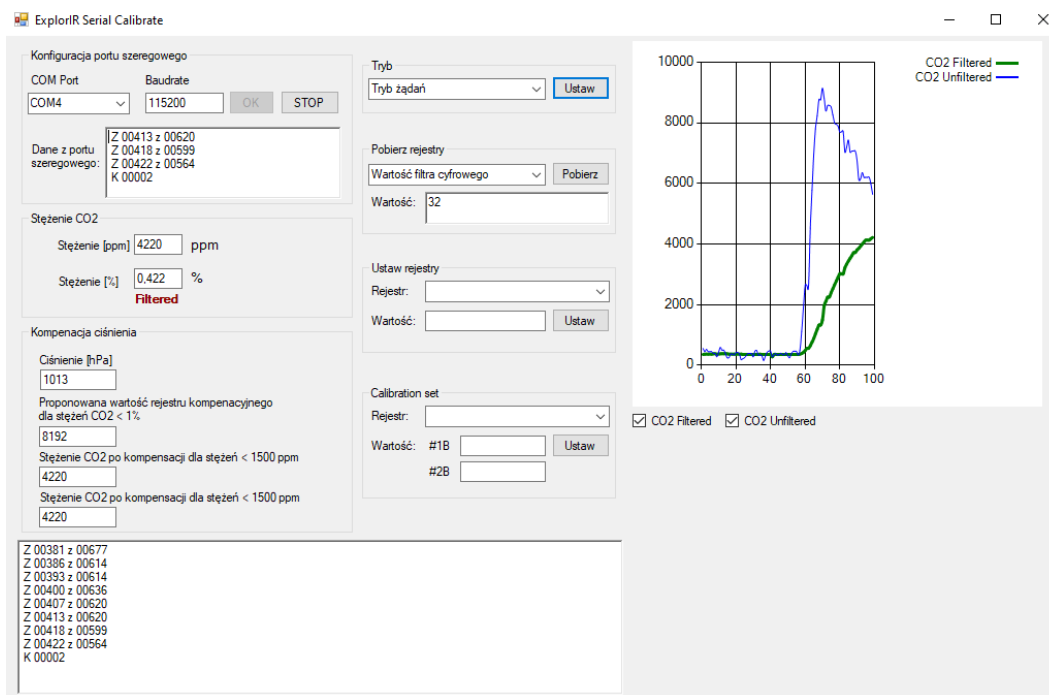 ExplorIR Serial Calibrate
Konfiguracja portu szeregowego
COM Port
Baudrate
COM4
115200
OK
STOP
Dane z portu
szeregowego:
Z 00413 z 00620
Z 00418 z 00599
Z 00422 z 00564
K 00002
Stężenie CO2
Stężenie [ppm]
4220
ppm
Stężenie [%]
0,422
%
Filtered
Kompenacja ciśnienia
Ciśnienie [hPa]
1013
Proponowana wartość rejestru kompenacyjnego
dla stężeń CO2 < 1%
8192
Stężenie CO2 po kompensacji dla stężeń < 1500 ppm
4220
Stężenie CO2 po kompensacji dla stężeń < 1500 ppm
4220
Tryb
Tryb żądań
Ustaw
Pobierz rejestry
Wartość filtra cyfrowego
Pobierz
Wartość:
32
Ustaw rejestry
Rejestr:
Wartość:
Ustaw
Calibration set
Rejestr:
Wartość:
#1B
Ustaw
#2B
10000
8000
6000
4000
2000
0
0 20 40 60 80 100
CO2 Filtered
CO2 Unfiltered
CO2 Filtered
CO2 Unfiltered
Z 00381 z 00677
Z 00386 z 00614
Z 00393 z 00614
Z 00400 z 00636
Z 00407 z 00620
Z 00413 z 00620
Z 00418 z 00599
Z 00422 z 00564
K 00002